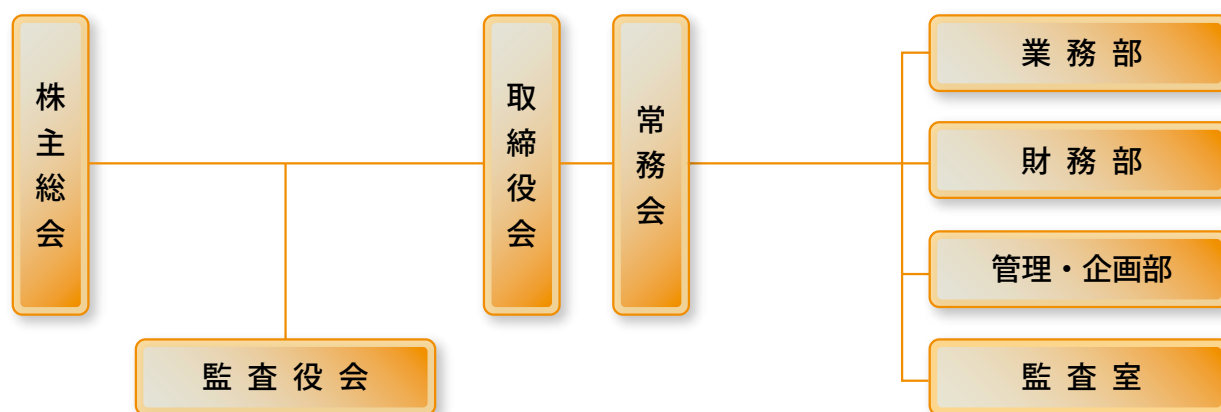 株主総会
取締役会
常務会
業務部
財務部
管理・企画部
監査室
監査役会